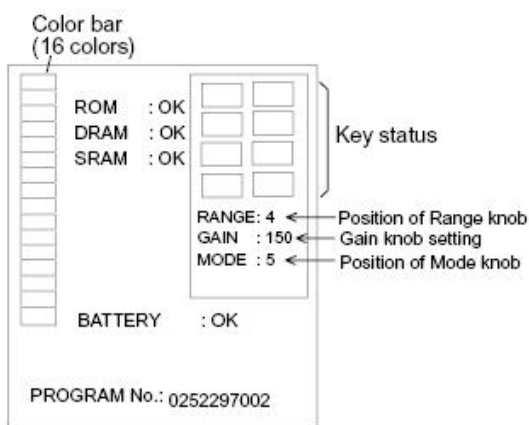 Color bar
(16 colors)
ROM : OK
DRAM : OK
SRAM : OK
Key status
RANGE: 4 Position of Range knob
GAIN : 150 Gain knob setting
MODE : 5 Position of Mode knob
BATTERY : OK
PROGRAM No.: 0252297002